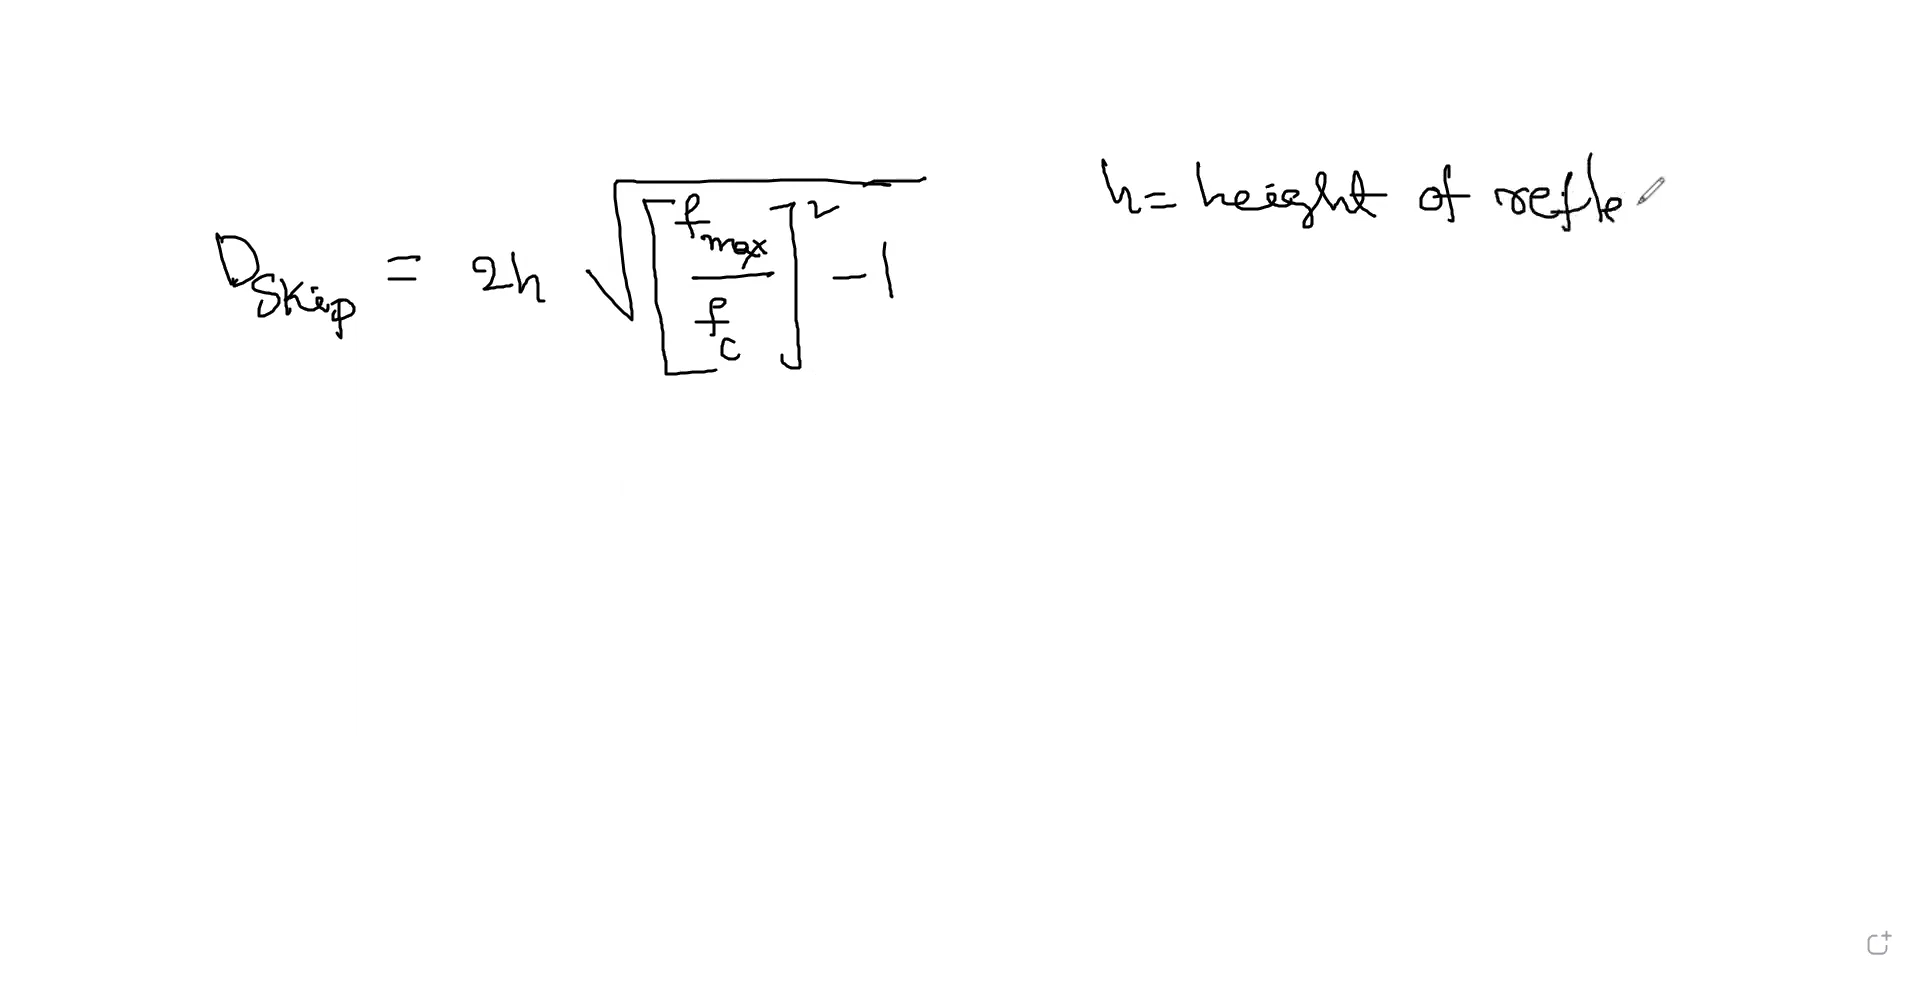 D_skip = 2h √([f_max / f_c]² - 1)
h = height of refle